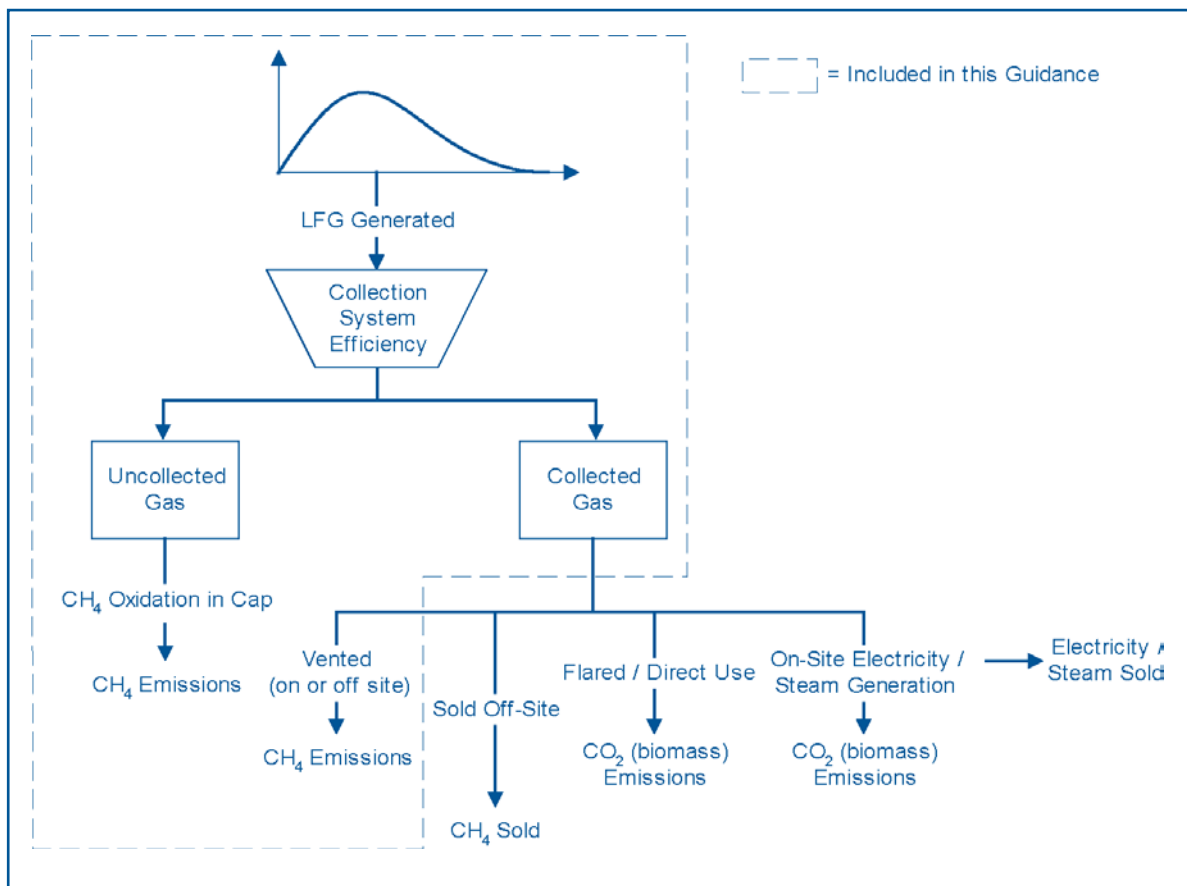 = Included in this Guidance
LFG Generated
Collection
System
Efficiency
Uncollected
Gas
Collected
Gas
CH₄ Oxidation in Cap
CH₄ Emissions
Vented
(on or off site)
CH₄ Emissions
Sold Off-Site
CH₄ Sold
Flared / Direct Use
CO₂ (biomass)
Emissions
On-Site Electricity /
Steam Generation
CO₂ (biomass)
Emissions
Electricity /
Steam Sold